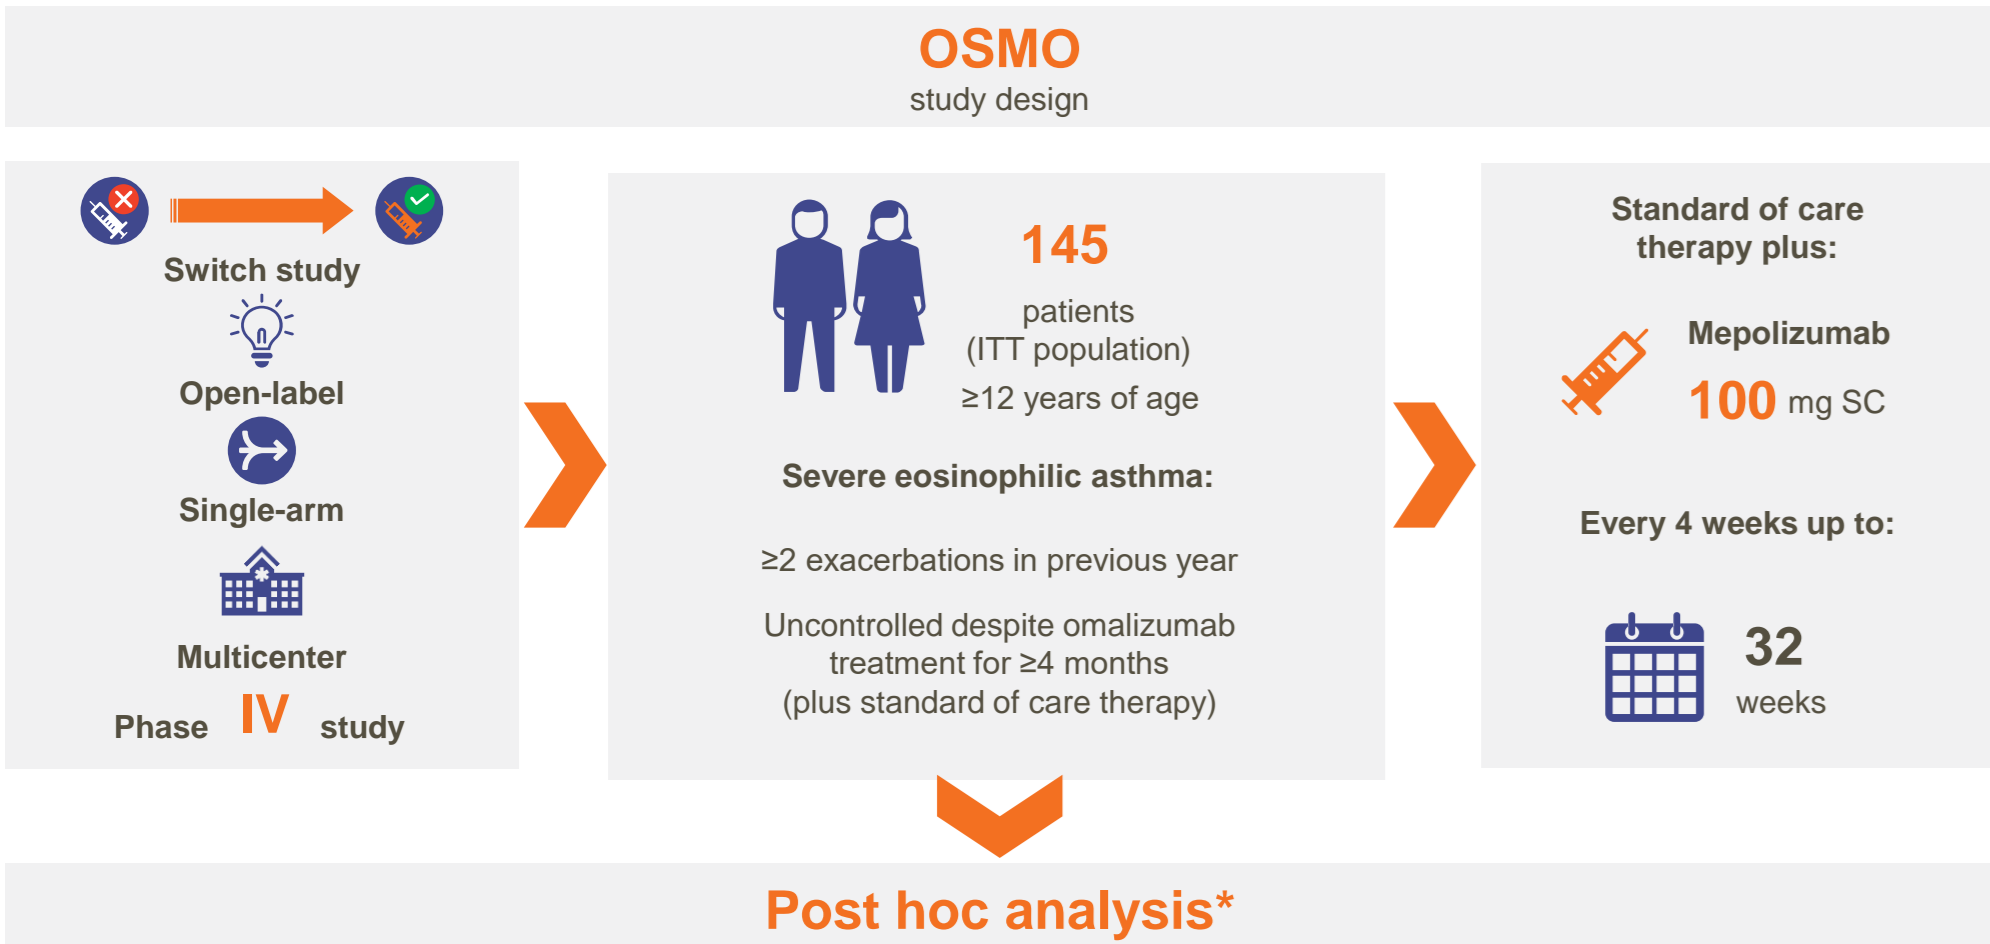 OSMO
study design
Switch study
Open-label
Single-arm
Multicenter
Phase IV study
145
patients
(ITT population)
≥12 years of age
Severe eosinophilic asthma:
≥2 exacerbations in previous year
Uncontrolled despite omalizumab
treatment for ≥4 months
(plus standard of care therapy)
Standard of care
therapy plus:
Mepolizumab
100 mg SC
Every 4 weeks up to:
32
weeks
Post hoc analysis*